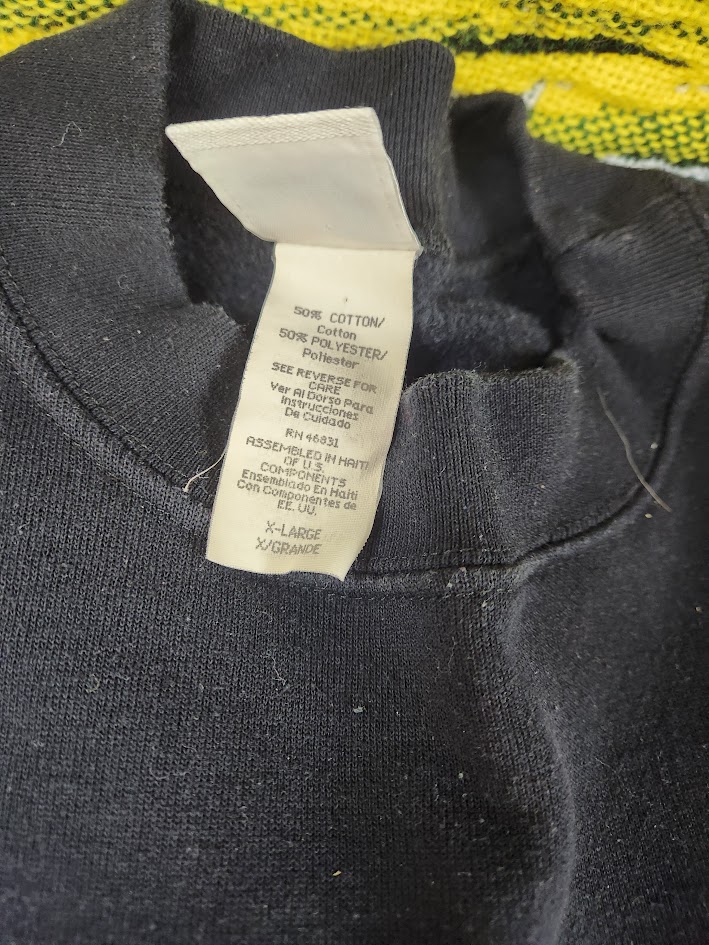 50% COTTON/
Cotton
50% POLYESTER/
Poliester
SEE REVERSE FOR
CARE
Ver Al Dorso Para
Instrucciones
De Cuidado
RN 46831
ASSEMBLED IN HAITI
OF U.S.
COMPONENTS
Ensemblado En Haiti
Con Componentes de
EE. UU.
X-LARGE
X/GRANDE